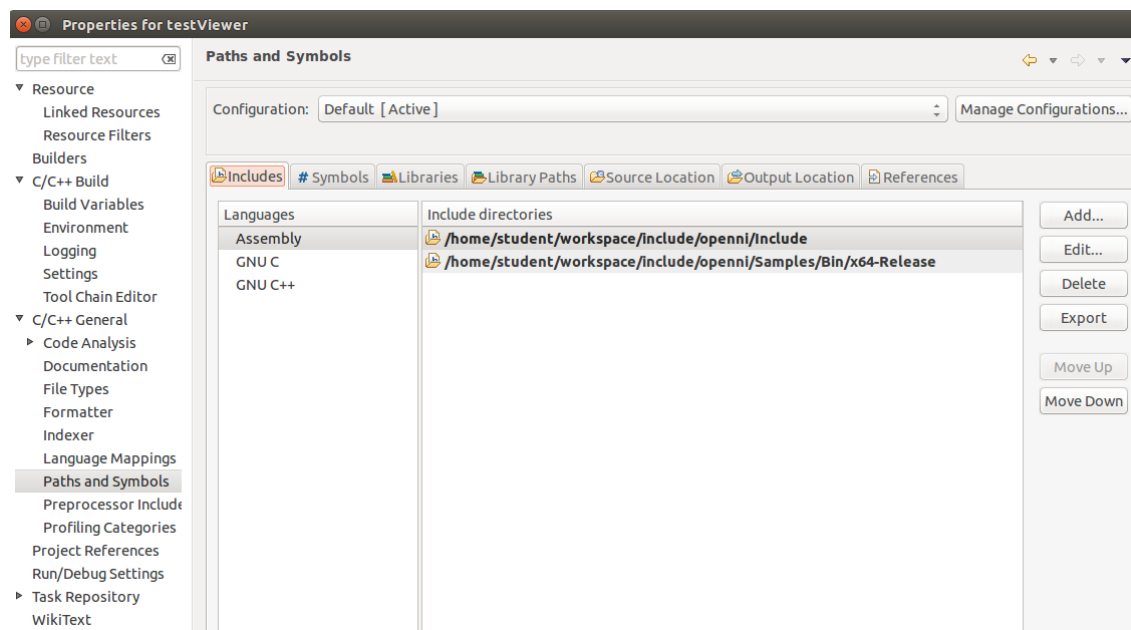 Properties for testViewer
type filter text
Paths and Symbols
Resource
Linked Resources
Resource Filters
Builders
C/C++ Build
Build Variables
Environment
Logging
Settings
Tool Chain Editor
C/C++ General
Code Analysis
Documentation
File Types
Formatter
Indexer
Language Mappings
Paths and Symbols
Preprocessor Include
Profiling Categories
Project References
Run/Debug Settings
Task Repository
WikiText
Configuration: Default [ Active ] Manage Configurations...
Includes # Symbols Libraries Library Paths Source Location Output Location References
Languages Include directories
Assembly /home/student/workspace/include/openni/Include
GNU C /home/student/workspace/include/openni/Samples/Bin/x64-Release
GNU C++
Add...
Edit...
Delete
Export
Move Up
Move Down